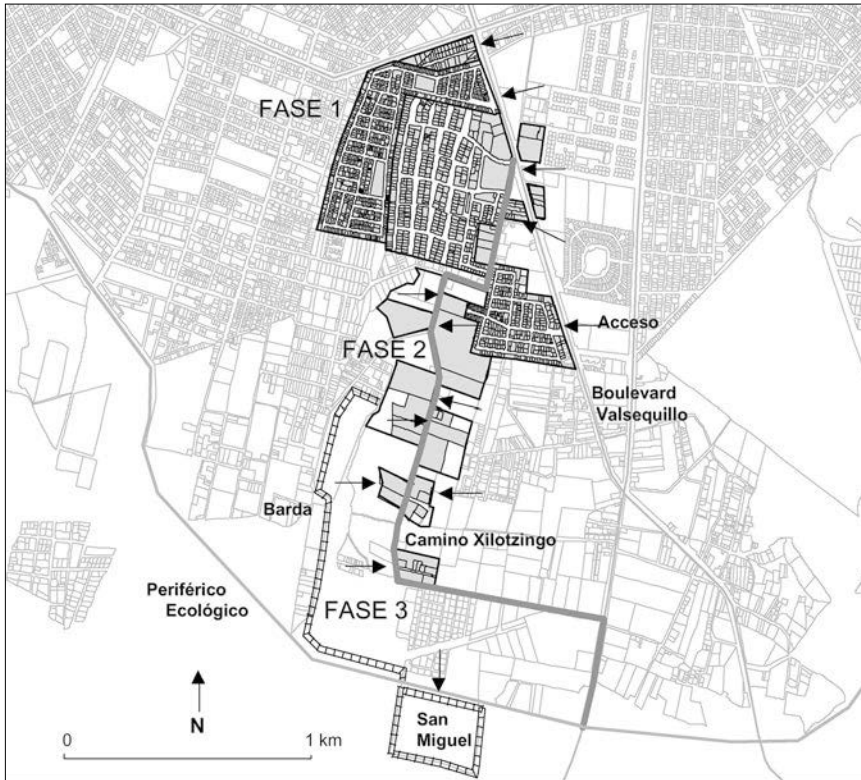 FASE 1
Acceso
FASE 2
Boulevard
Valsequillo
Barda
Camino Xilotzingo
Periférico
Ecológico
FASE 3
N
San
Miguel
0
1 km